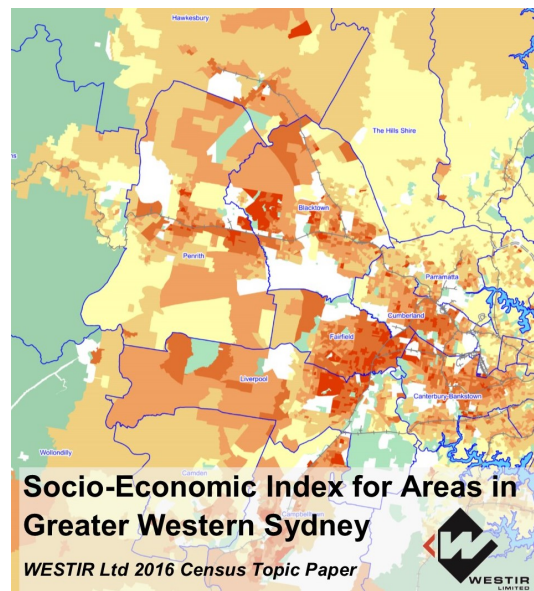 Hawkesbury
The Hills Shire
Blacktown
Penrith
Parramatta
Cumberland
Fairfield
Liverpool
Canterbury-Bankstown
Wollondilly
Camden
Socio-Economic Index for Areas in
Greater Western Sydney
WESTIR Ltd 2016 Census Topic Paper
WESTIR
LIMITED